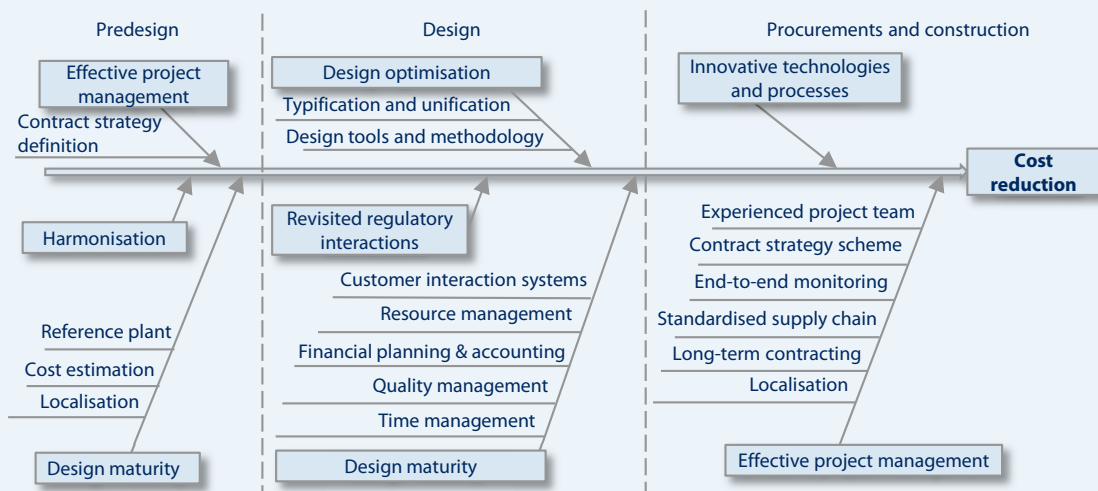 Predesign
Effective project
management
Contract strategy
definition
Harmonisation
Reference plant
Cost estimation
Localisation
Design maturity
Design
Design optimisation
Typification and unification
Design tools and methodology
Revisited regulatory
interactions
Customer interaction systems
Resource management
Financial planning & accounting
Quality management
Time management
Design maturity
Procurements and construction
Innovative technologies
and processes
Cost
reduction
Experienced project team
Contract strategy scheme
End-to-end monitoring
Standardised supply chain
Long-term contracting
Localisation
Effective project management